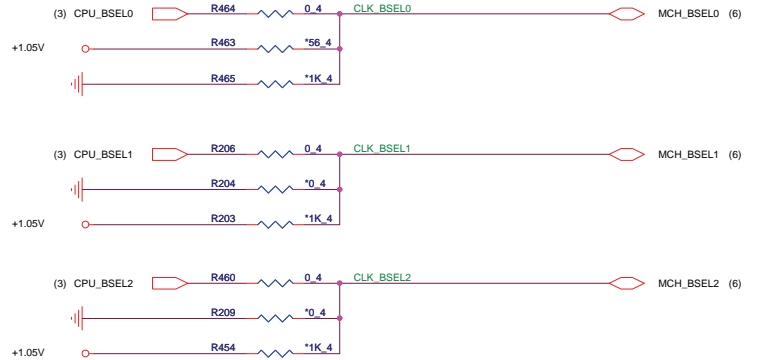 (3) CPU_BSEL0 R464 0_4 CLK_BSEL0 MCH_BSEL0 (6)
+1.05V R463 *56_4
R465 *1K_4
(3) CPU_BSEL1 R206 0_4 CLK_BSEL1 MCH_BSEL1 (6)
R204 *0_4
+1.05V R203 *1K_4
(3) CPU_BSEL2 R460 0_4 CLK_BSEL2 MCH_BSEL2 (6)
R209 *0_4
+1.05V R454 *1K_4